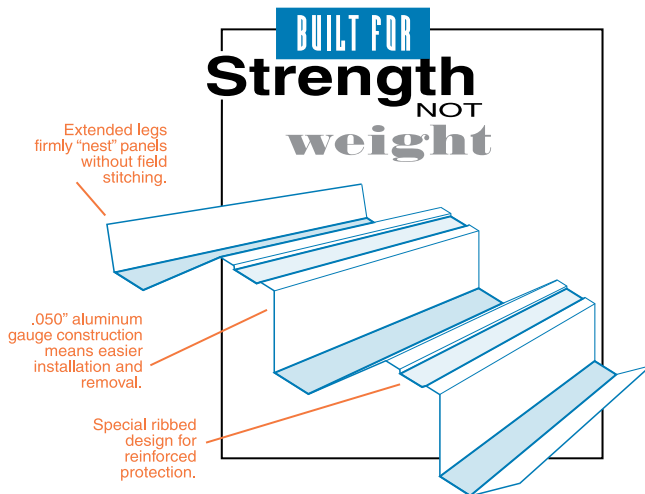 BUILT FOR
Strength
NOT
weight
Extended legs
firmly “nest” panels
without field
stitching.
.050” aluminum
gauge construction
means easier
installation and
removal.
Special ribbed
design for
reinforced
protection.